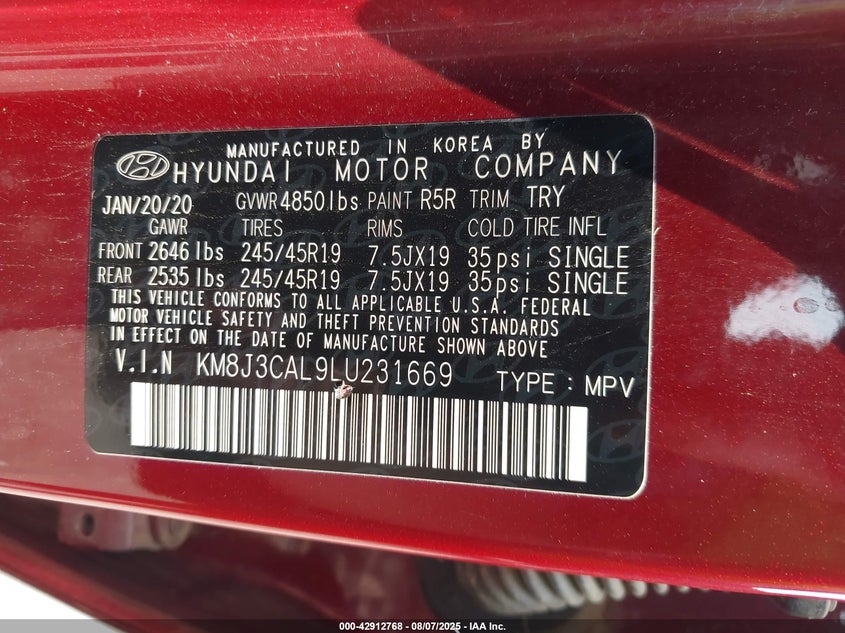 MANUFACTURED IN KOREA BY
HYUNDAI MOTOR COMPANY
JAN/20/20 GVWR 4850 lbs PAINT R5R TRIM TRY
GAWR TIRES RIMS COLD TIRE INFL
FRONT 2646 lbs 245/45R19 7.5JX19 35psi SINGLE
REAR 2535 lbs 245/45R19 7.5JX19 35psi SINGLE
THIS VEHICLE CONFORMS TO ALL APPLICABLE U.S.A. FEDERAL
MOTOR VEHICLE SAFETY AND THEFT PREVENTION STANDARDS
IN EFFECT ON THE DATE OF MANUFACTURE SHOWN ABOVE
V.I.N KM8J3CAL9LU231669 TYPE : MPV
000-42912768 - 08/07/2025 - IAA Inc.